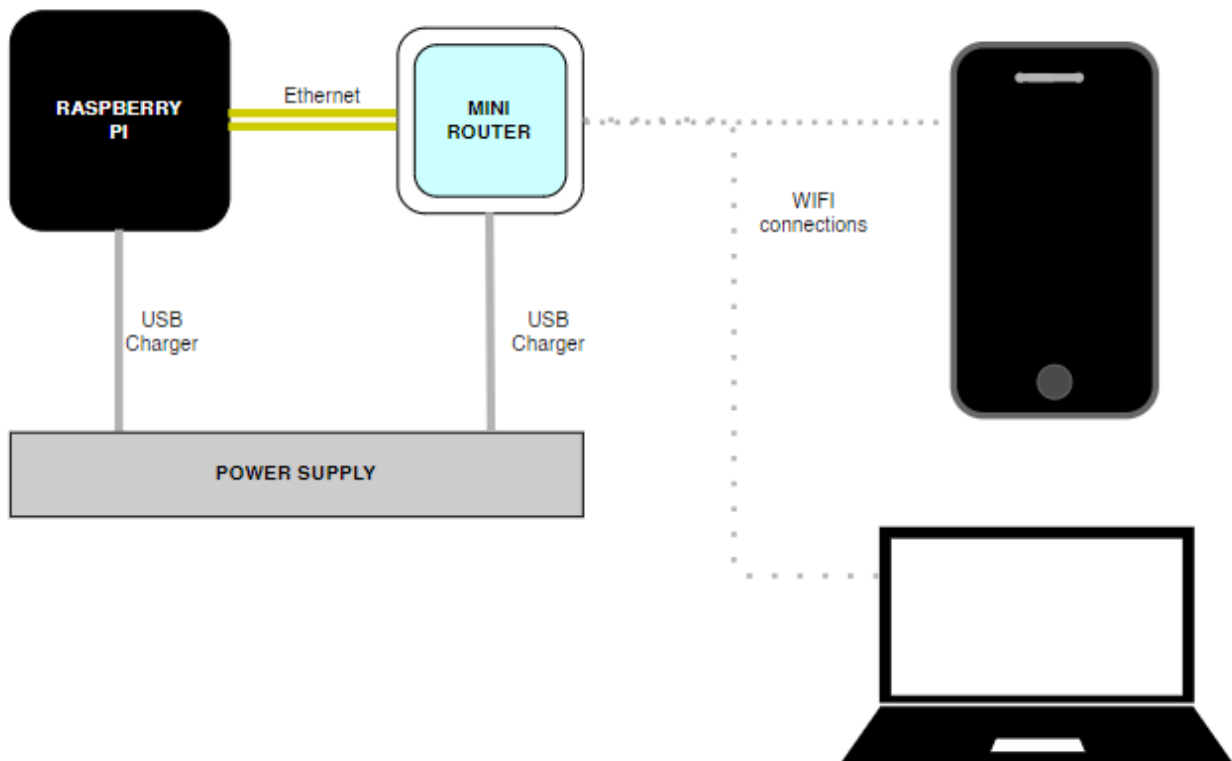 RASPBERRY
PI
Ethernet
MINI
ROUTER
WIFI
connections
USB
Charger
USB
Charger
POWER SUPPLY